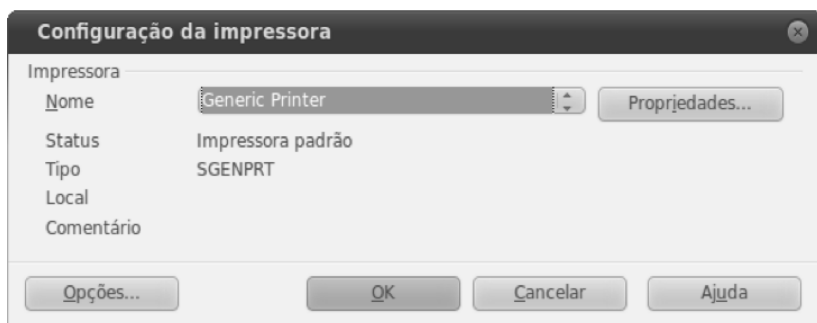 Configuração da impressora
Impressora
Nome Generic Printer Propriedades...
Status Impressora padrão
Tipo SGENPRT
Local
Comentário
Opções... OK Cancelar Ajuda